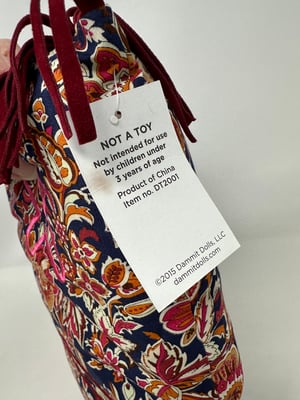 NOT A TOY
Not Intended for use
by children under
3 years of age
Product of China
Item no. DT2001
©2015 Dammit Dolls, LLC
dammitdolls.com